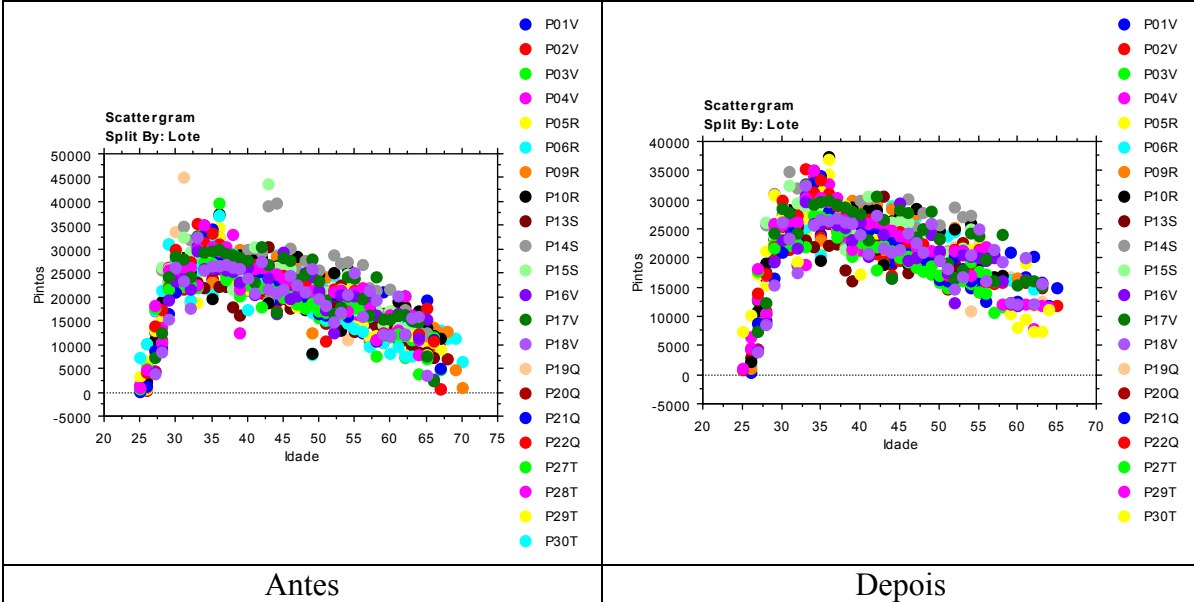 Scattergram
Split By: Lote
Pintos
50000
45000
40000
35000
30000
25000
20000
15000
10000
5000
0
-5000
20 25 30 35 40 45 50 55 60 65 70 75
Idade
P01V
P02V
P03V
P04V
P05R
P06R
P09R
P10R
P13S
P14S
P15S
P16V
P17V
P18V
P19Q
P20Q
P21Q
P22Q
P27T
P28T
P29T
P30T
Antes
Scattergram
Split By: Lote
Pintos
40000
35000
30000
25000
20000
15000
10000
5000
0
-5000
20 25 30 35 40 45 50 55 60 65 70
Idade
P01V
P02V
P03V
P04V
P05R
P06R
P09R
P10R
P13S
P14S
P15S
P16V
P17V
P18V
P19Q
P20Q
P21Q
P22Q
P27T
P29T
P30T
Depois